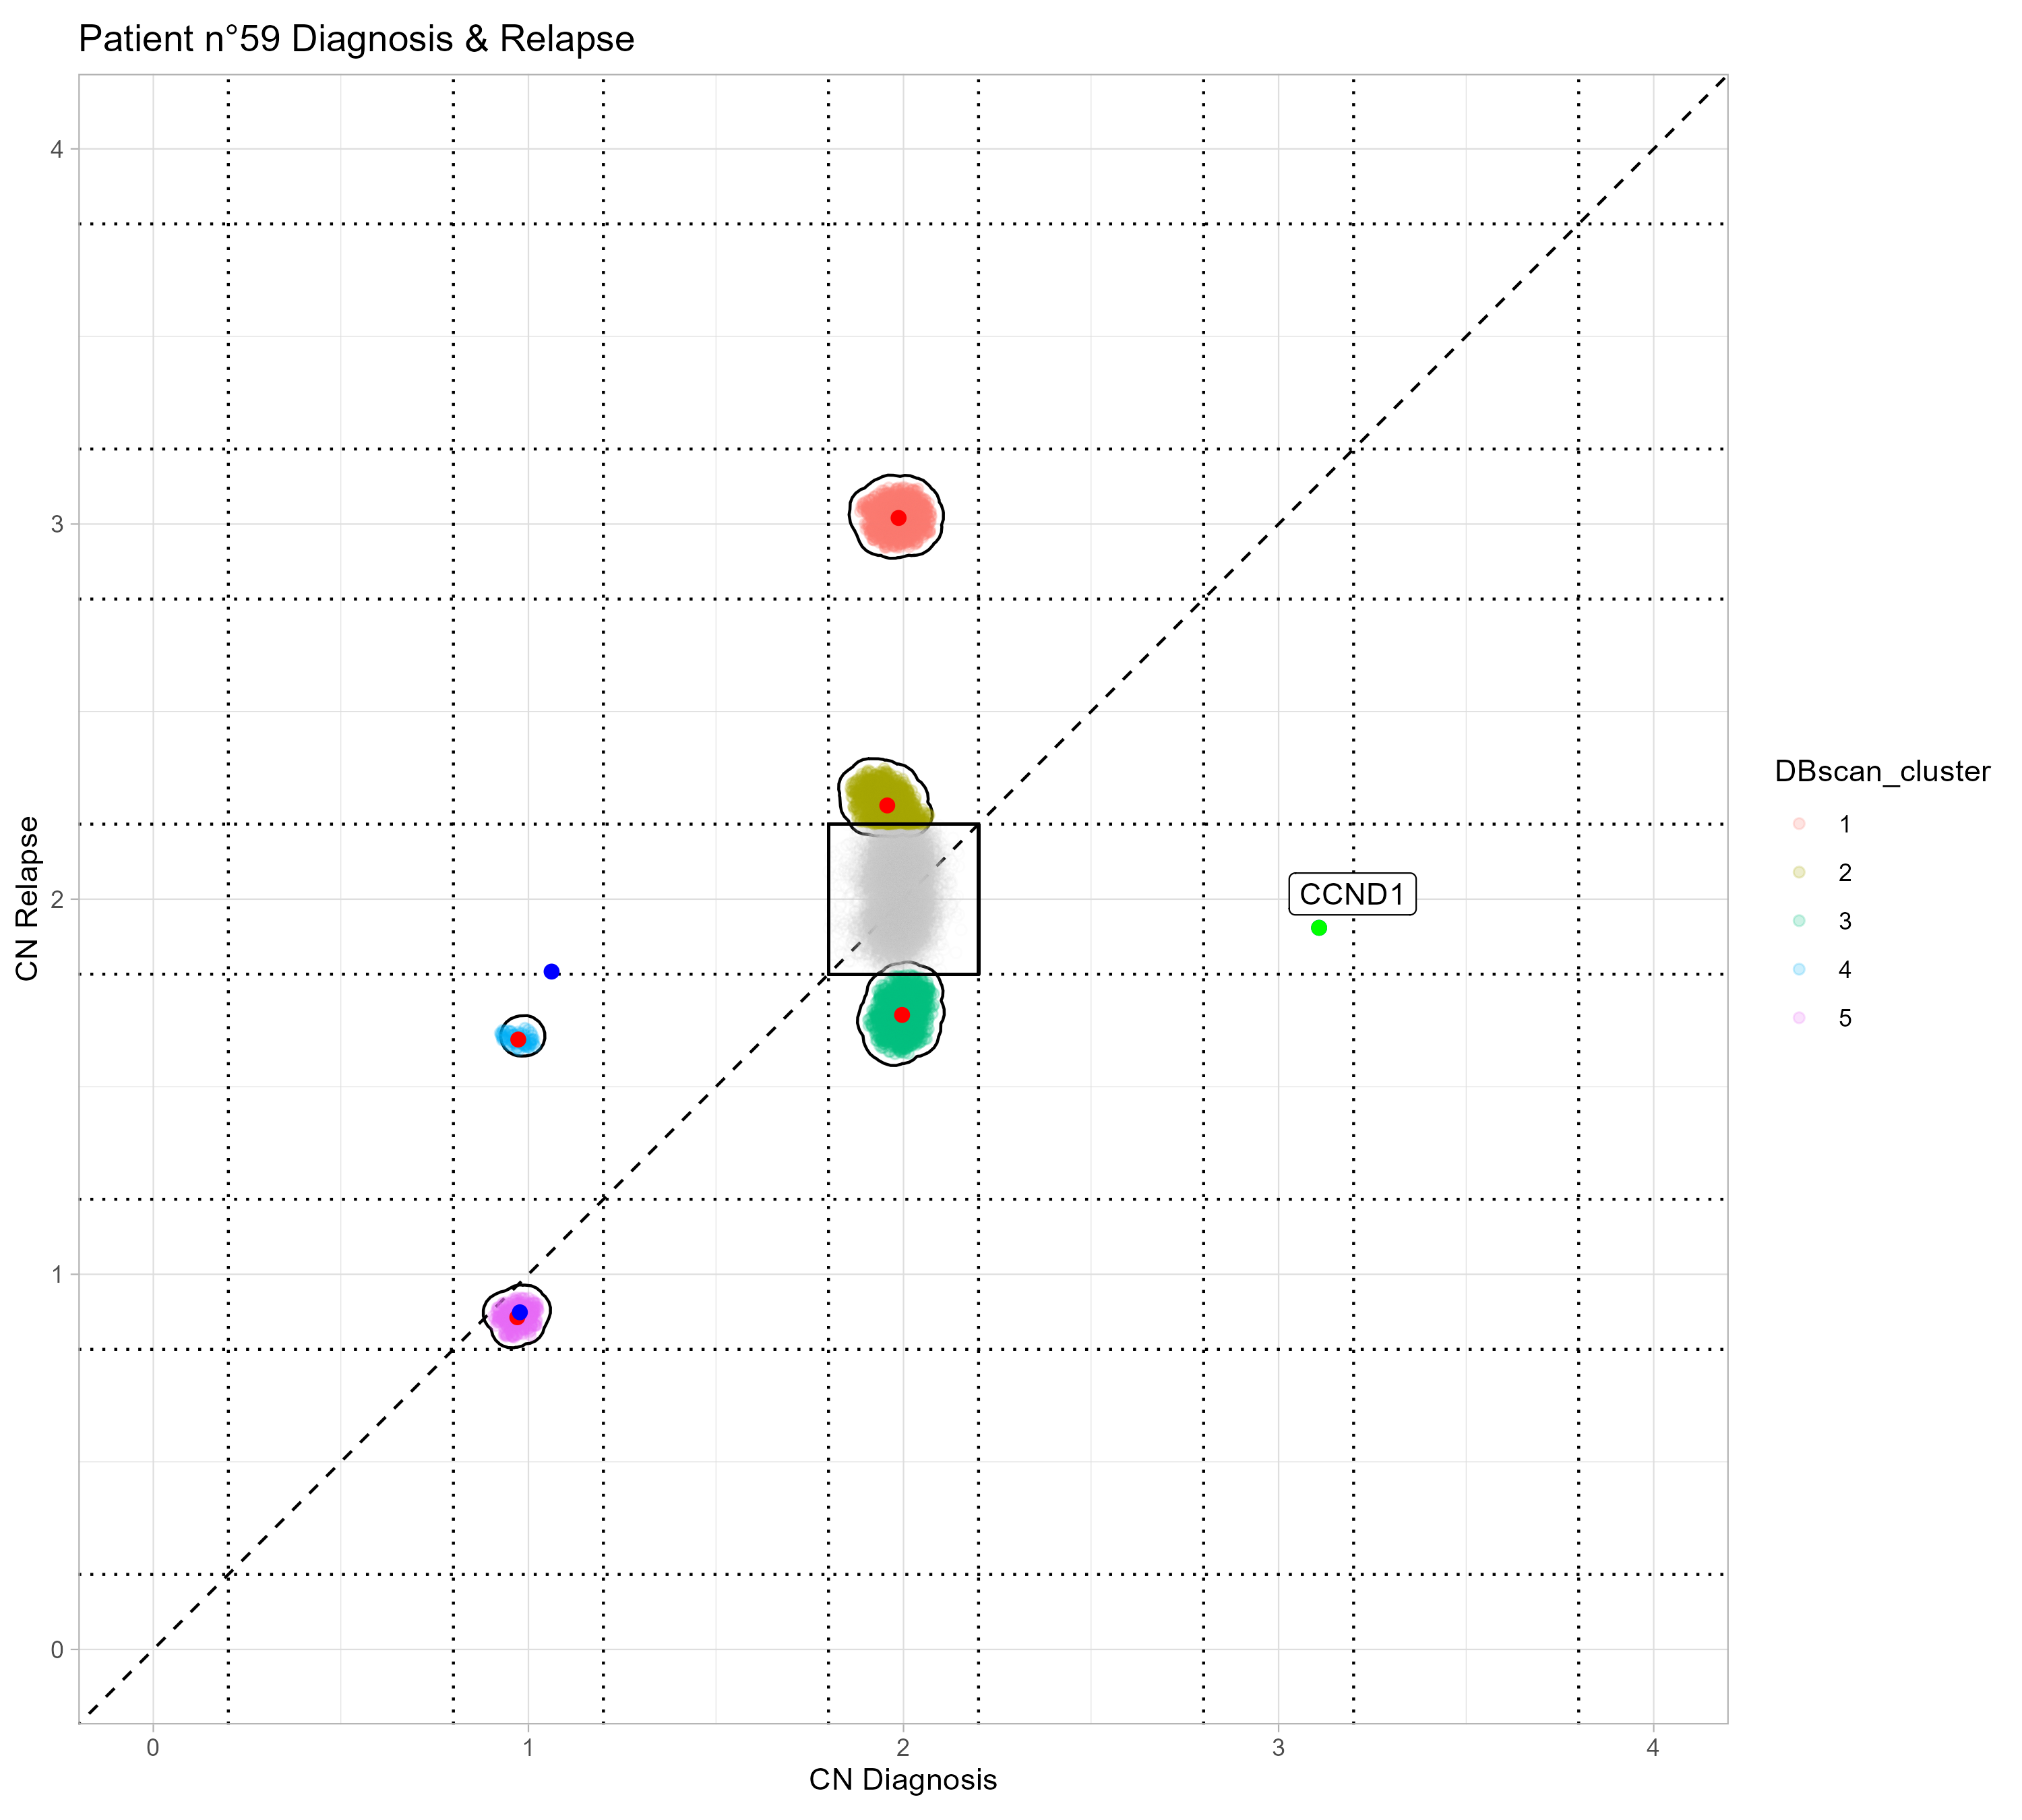 Patient n°59 Diagnosis & Relapse
4
3
2
1
0
CN Relapse
CCND1
0 1 2 3 4
CN Diagnosis
DBscan_cluster
1
2
3
4
5